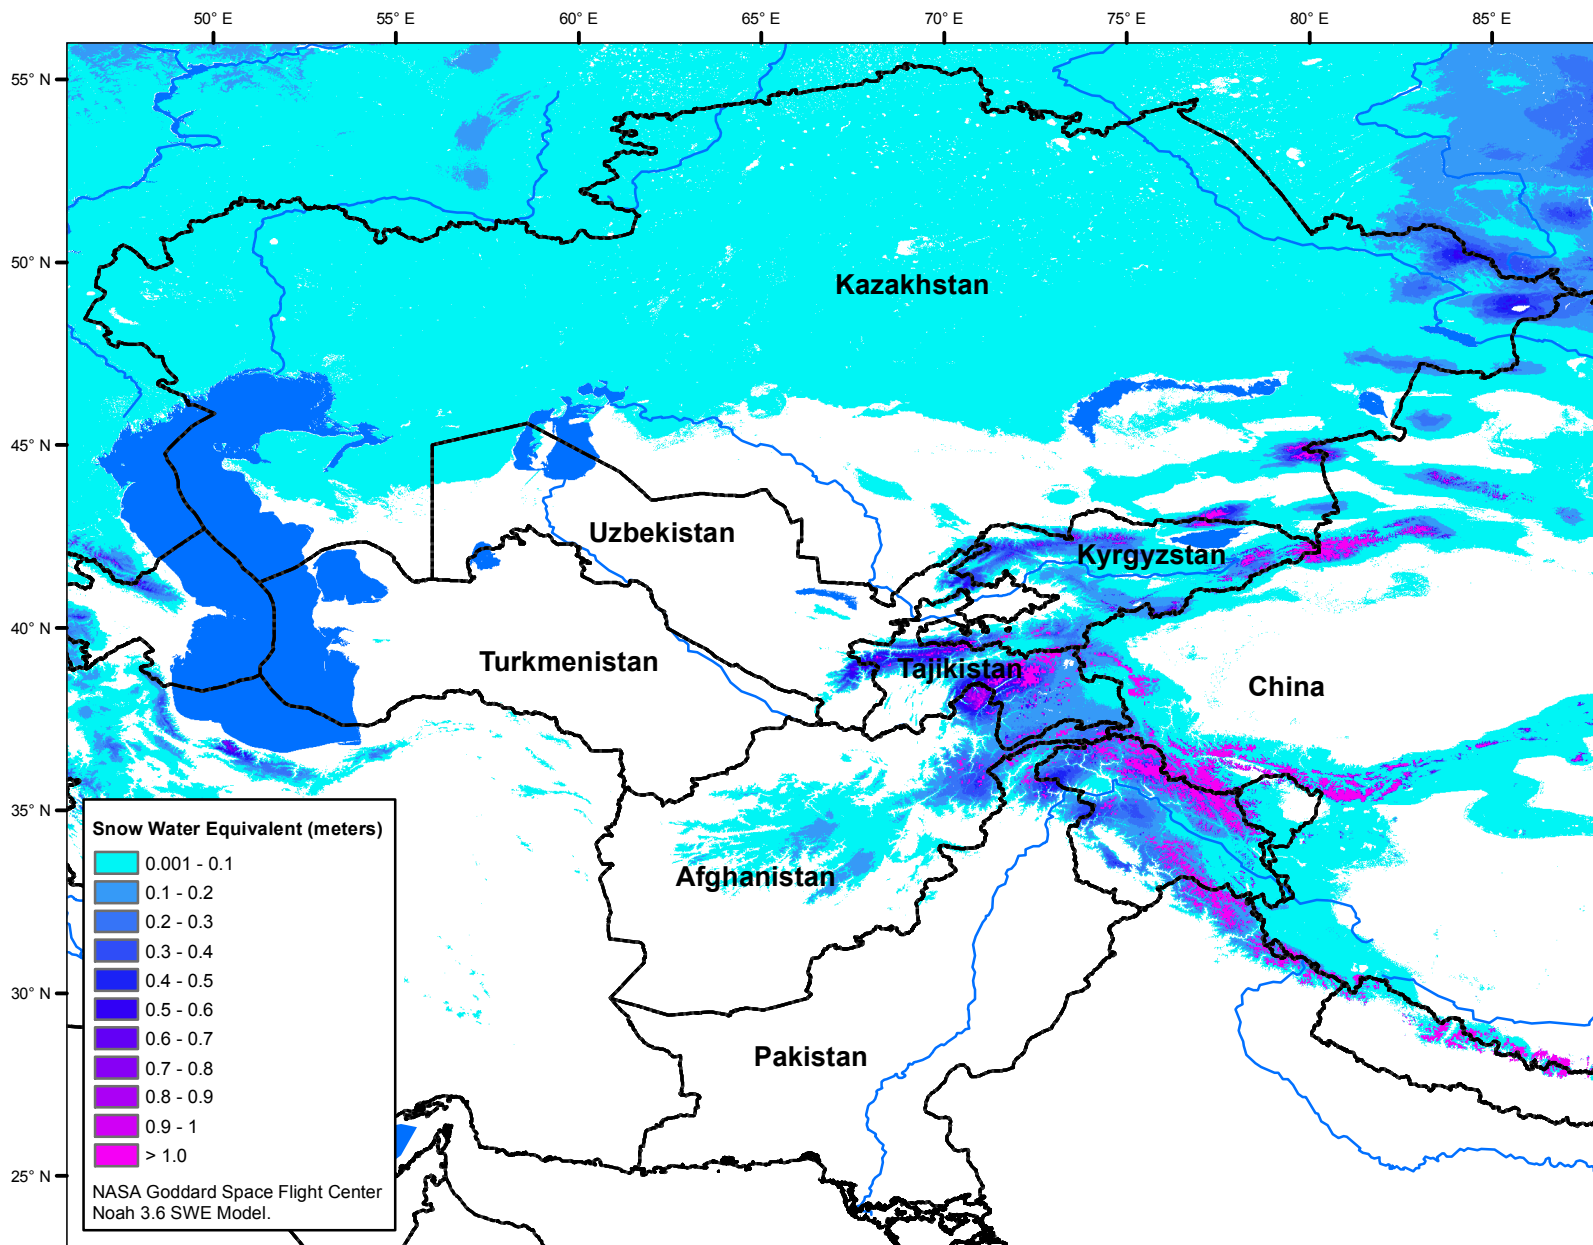 50° E 55° E 60° E 65° E 70° E 75° E 80° E 85° E
55° N
50° N
45° N
40° N
35° N
30° N
25° N
Kazakhstan
Uzbekistan
Kyrgyzstan
Turkmenistan
Tajikistan
China
Afghanistan
Pakistan
Snow Water Equivalent (meters)
0.001 - 0.1
0.1 - 0.2
0.2 - 0.3
0.3 - 0.4
0.4 - 0.5
0.5 - 0.6
0.6 - 0.7
0.7 - 0.8
0.8 - 0.9
0.9 - 1
> 1.0
NASA Goddard Space Flight Center
Noah 3.6 SWE Model.